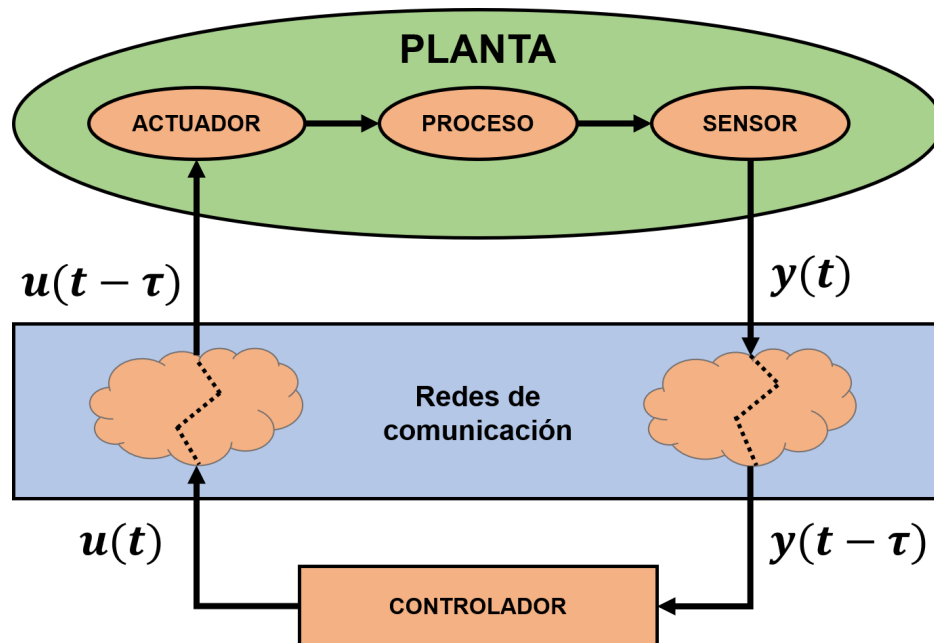 PLANTA
ACTUADOR
PROCESO
SENSOR
u(t − τ)
y(t)
Redes de
comunicación
u(t)
y(t − τ)
CONTROLADOR